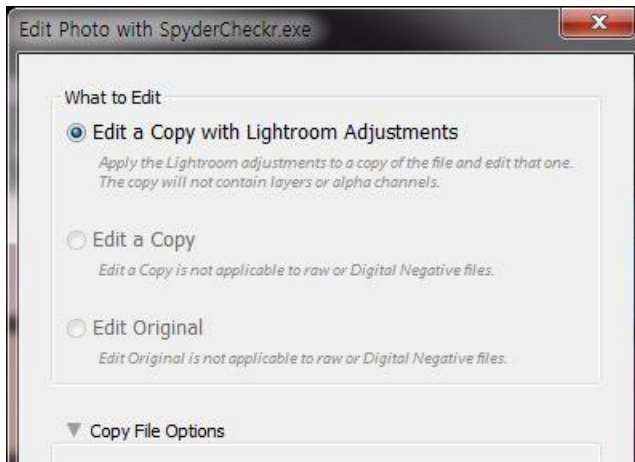 Edit Photo with SpyderCheckr.exe
What to Edit
Edit a Copy with Lightroom Adjustments
Apply the Lightroom adjustments to a copy of the file and edit that one.
The copy will not contain layers or alpha channels.
Edit a Copy
Edit a Copy is not applicable to raw or Digital Negative files.
Edit Original
Edit Original is not applicable to raw or Digital Negative files.
Copy File Options